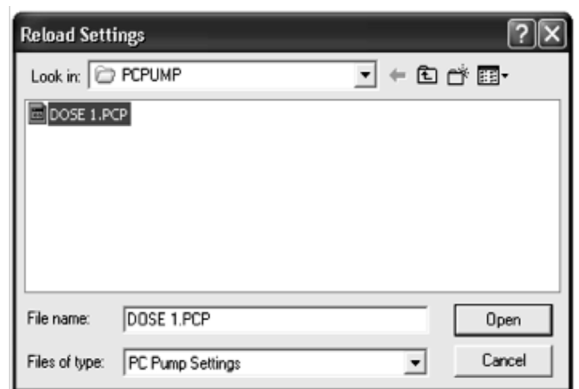 Reload Settings
Look in: PCPUMP
DOSE 1.PCP
File name: DOSE 1.PCP Open
Files of type: PC Pump Settings Cancel